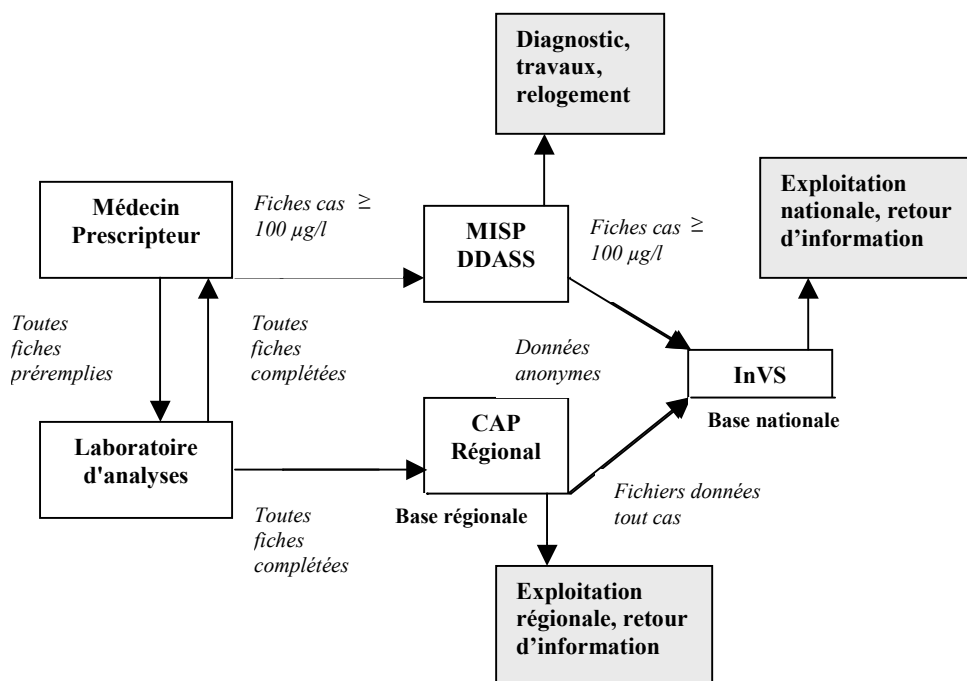 Diagnostic,
travaux,
relogement
Médecin
Prescripteur
Fiches cas ≥
100 µg/l
MISP
DDASS
Fiches cas ≥
100 µg/l
Exploitation
nationale, retour
d’information
Toutes
fiches
préremplies
Toutes
fiches
complétées
Données
anonymes
InVS
Base nationale
Laboratoire
d'analyses
CAP
Régional
Base régionale
Toutes
fiches
complétées
Fichiers données
tout cas
Exploitation
régionale, retour
d’information